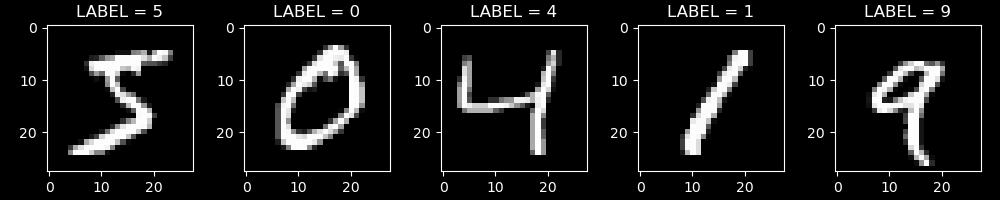 LABEL = 5 LABEL = 0 LABEL = 4 LABEL = 1 LABEL = 9
0 0 0 0 0
10 10 10 10 10
20 20 20 20 20
5 0 4 1 9
0 10 20 0 10 20 0 10 20 0 10 20 0 10 20